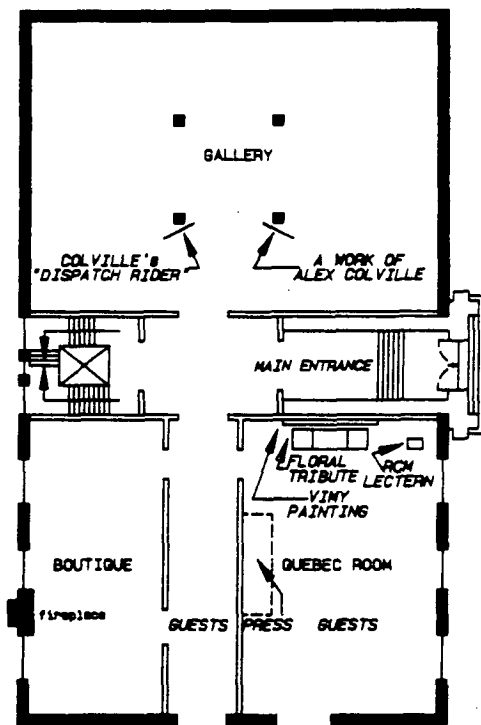 GALLERY
COLVILLE's
"DISPATCH RIDER"
A WORK OF
ALEX COLVILLE
MAIN ENTRANCE
FLORAL
TRIBUTE
RCM
LECTERN
VIMY
PAINTING
BOUTIQUE
QUEBEC ROOM
fireplace
GUESTS PRESS GUESTS